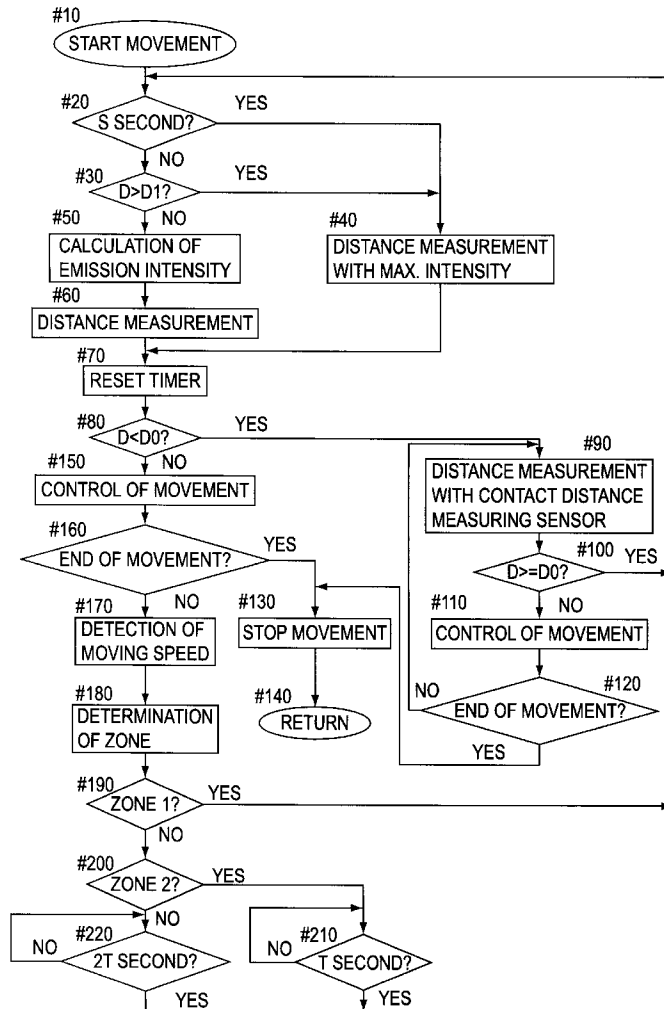 #10
START MOVEMENT
#20
S SECOND?
YES
NO
#30
D>D1?
YES
NO
#50
CALCULATION OF
EMISSION INTENSITY
#40
DISTANCE MEASUREMENT
WITH MAX. INTENSITY
#60
DISTANCE MEASUREMENT
#70
RESET TIMER
#80
D<D0?
YES
NO
#90
DISTANCE MEASUREMENT
WITH CONTACT DISTANCE
MEASURING SENSOR
#150
CONTROL OF MOVEMENT
#160
END OF MOVEMENT?
YES
NO
#100
D>=D0?
YES
NO
#110
CONTROL OF MOVEMENT
#120
END OF MOVEMENT?
NO
YES
#130
STOP MOVEMENT
#140
RETURN
#170
DETECTION OF
MOVING SPEED
#180
DETERMINATION
OF ZONE
#190
ZONE 1?
YES
NO
#200
ZONE 2?
YES
NO
#220
2T SECOND?
NO
YES
#210
T SECOND?
NO
YES